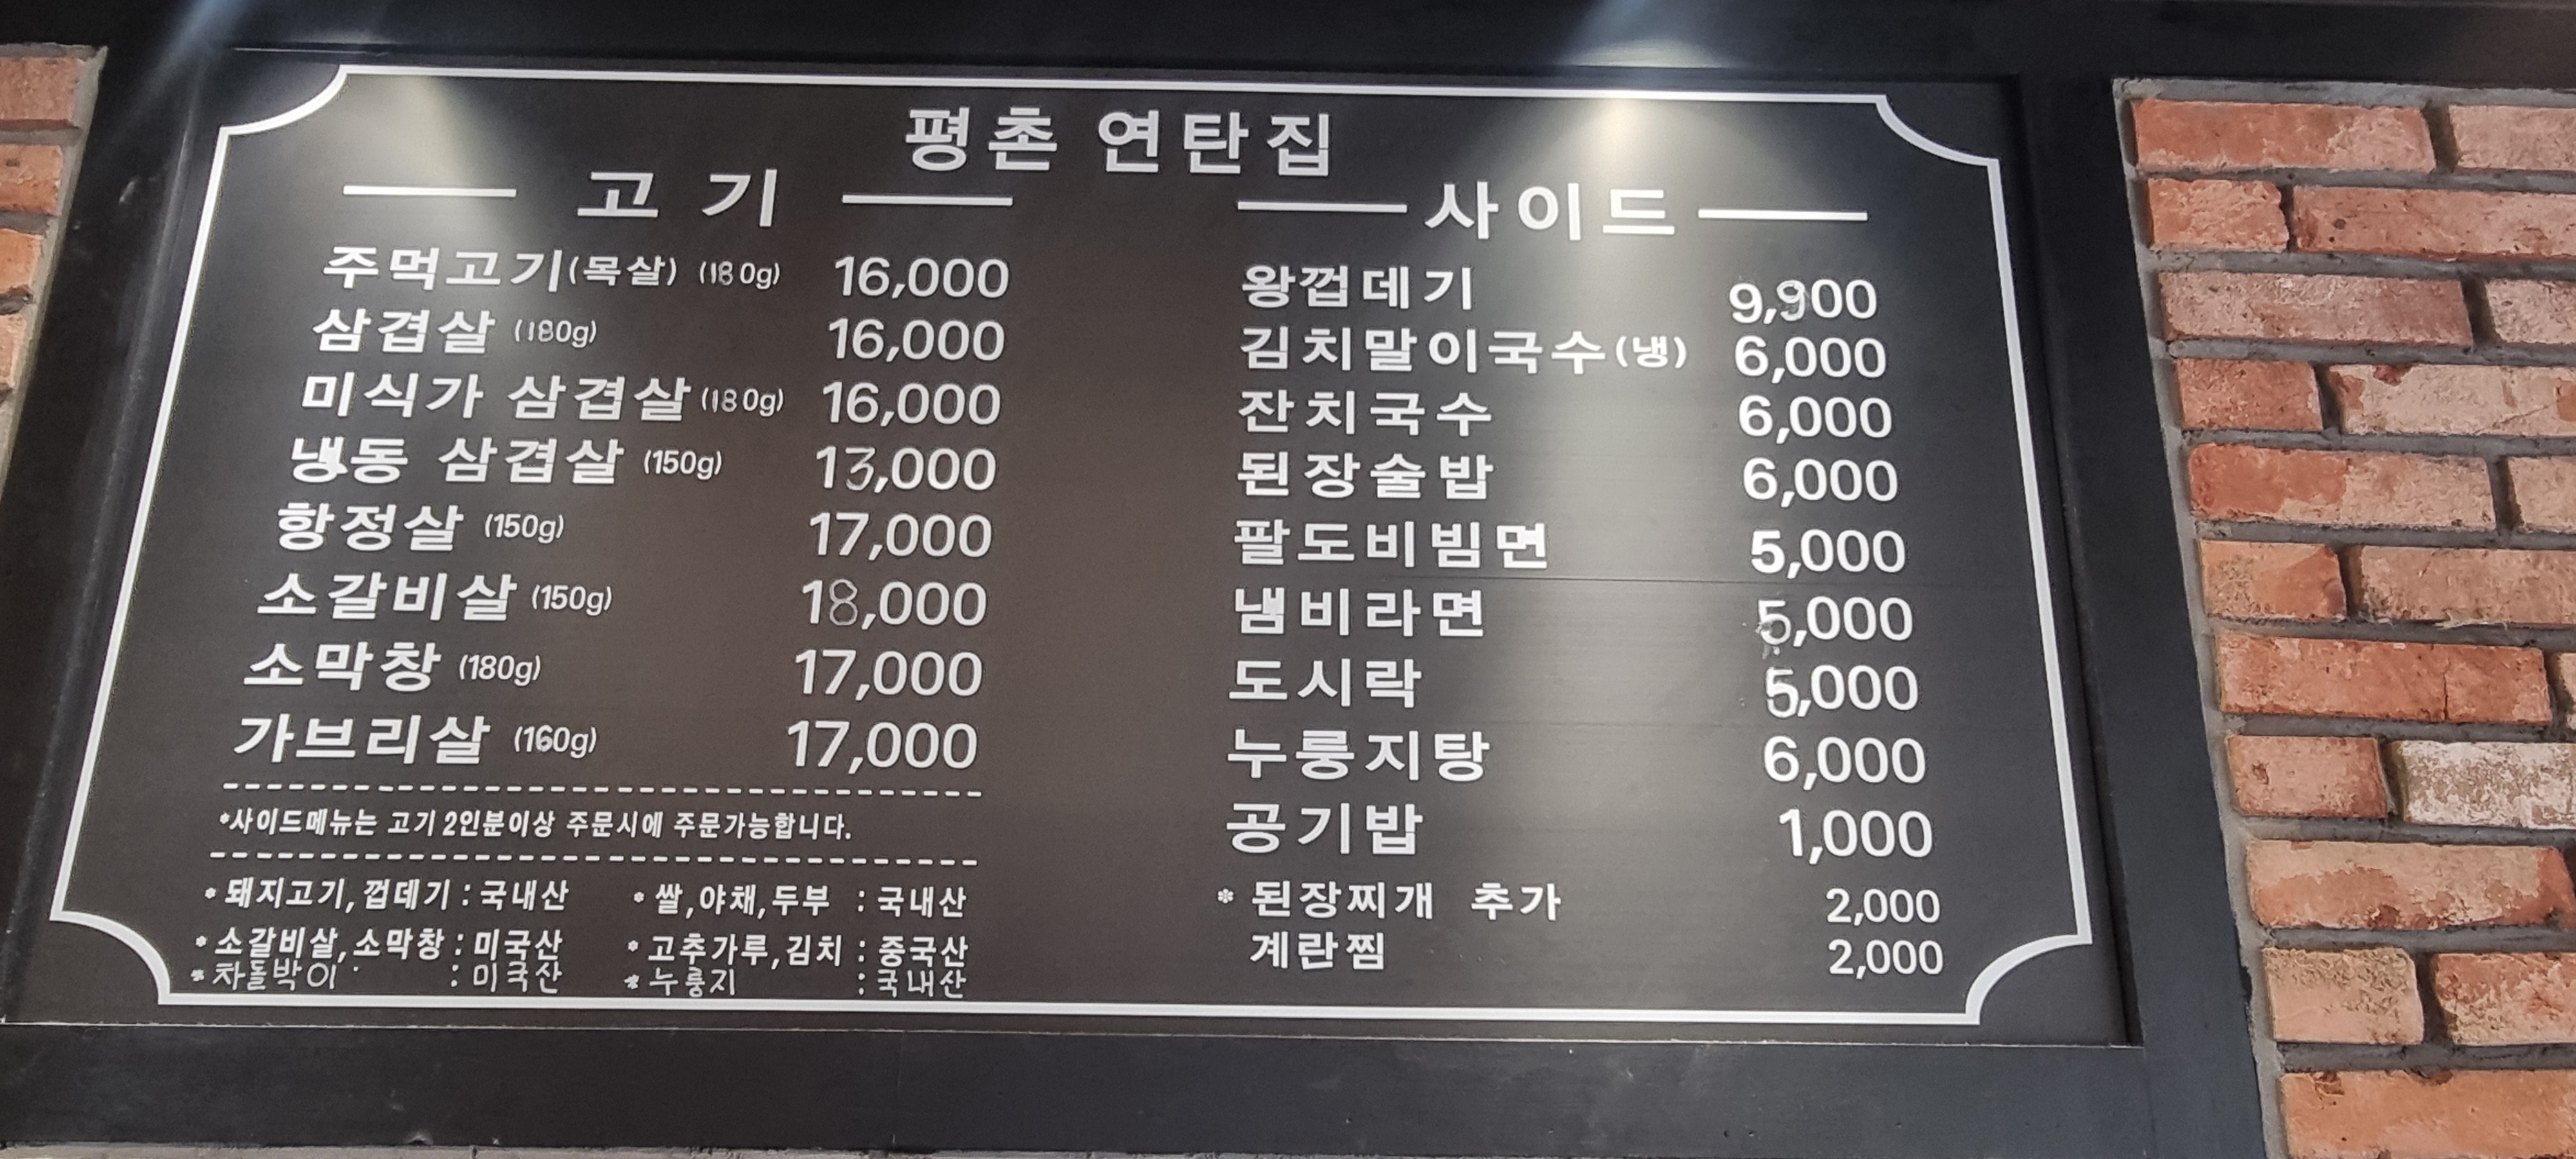 평촌 연탄집
고기
주먹고기(목살) (180g) 16,000
삼겹살 (180g) 16,000
미식가 삼겹살 (180g) 16,000
냉동 삼겹살 (150g) 13,000
항정살 (150g) 17,000
소갈비살 (150g) 18,000
소막창 (180g) 17,000
가브리살 (160g) 17,000
*사이드메뉴는 고기 2인분이상 주문시에 주문가능합니다.
* 돼지고기,껍데기 : 국내산 * 쌀,야채,두부 : 국내산
* 소갈비살,소막창 : 미국산 * 고추가루,김치 : 중국산
* 차돌박이 : 미국산 * 누룽지 : 국내산
사이드
왕껍데기 9,900
김치말이국수(냉) 6,000
잔치국수 6,000
된장술밥 6,000
팔도비빔면 5,000
냄비라면 5,000
도시락 5,000
누룽지탕 6,000
공기밥 1,000
* 된장찌개 추가 2,000
계란찜 2,000